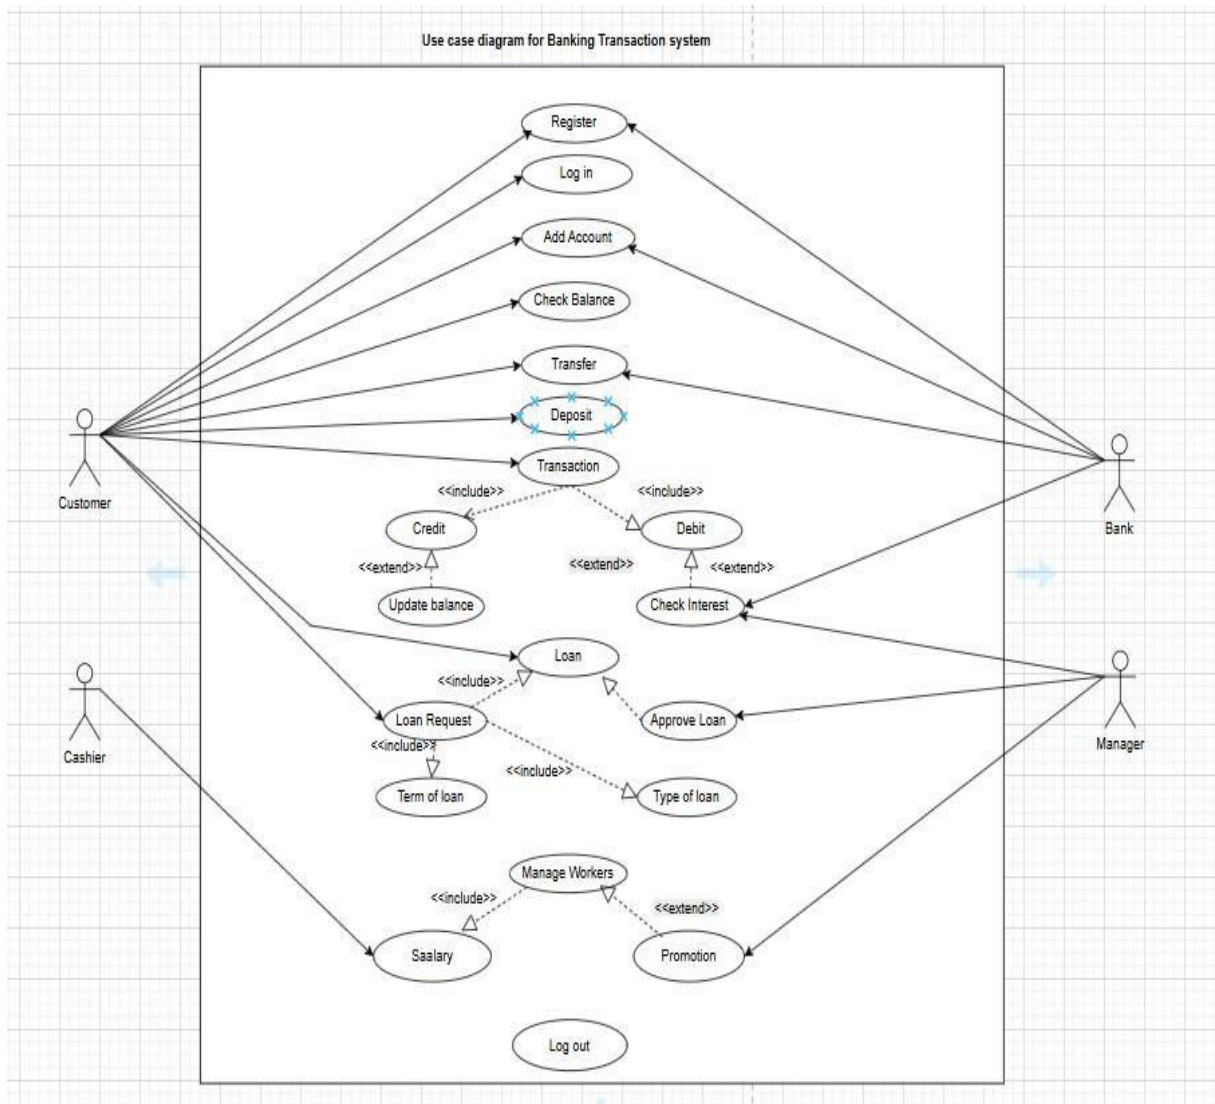 Use case diagram for Banking Transaction system
Register
Log in
Add Account
Check Balance
Transfer
Deposit
Transaction
<<include>>
<<include>>
Customer
Credit
Debit
Bank
<<extend>>
<<extend>>
<<extend>>
Update balance
Check Interest
Loan
<<include>>
Loan Request
Approve Loan
<<include>>
Cashier
Manager
<<include>>
Term of loan
Type of loan
Manage Workers
<<include>>
<<extend>>
Saalary
Promotion
Log out